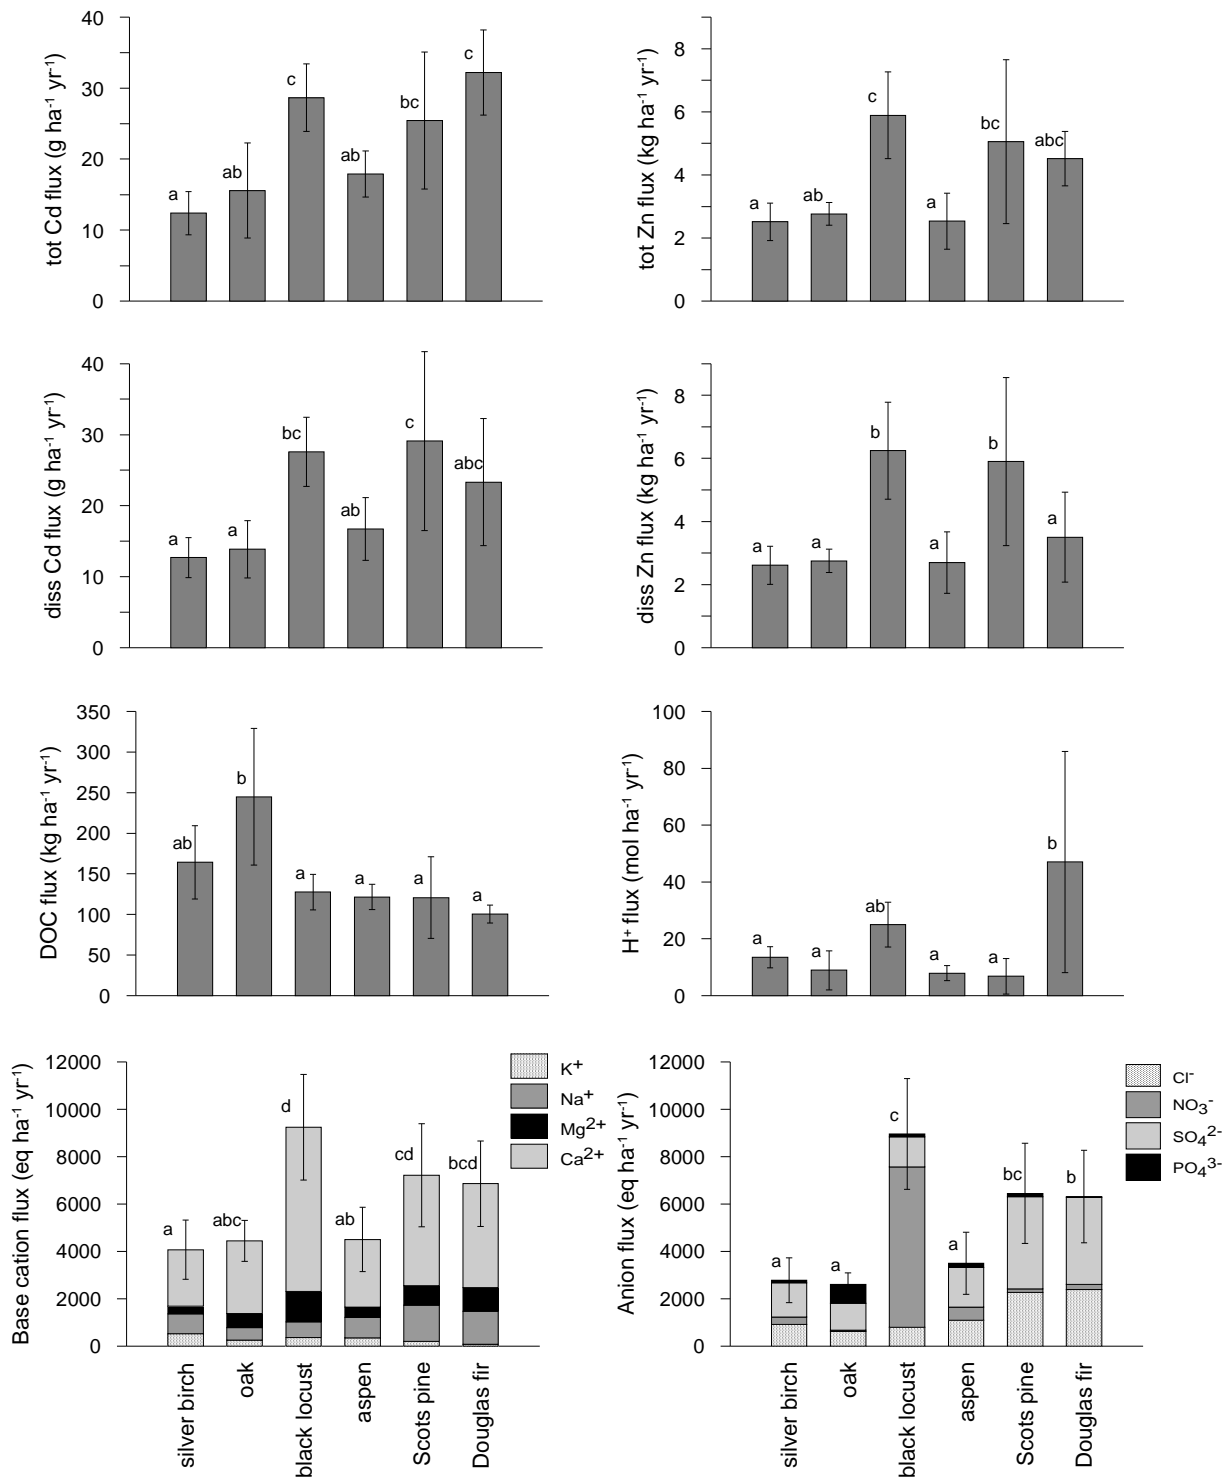 tot Cd flux (g ha⁻¹ yr⁻¹)
40
30
20
10
0
a
ab
c
ab
bc
c
tot Zn flux (kg ha⁻¹ yr⁻¹)
8
6
4
2
0
a
ab
c
a
bc
abc
diss Cd flux (g ha⁻¹ yr⁻¹)
40
30
20
10
0
a
a
bc
ab
c
abc
diss Zn flux (kg ha⁻¹ yr⁻¹)
8
6
4
2
0
a
a
b
a
b
a
DOC flux (kg ha⁻¹ yr⁻¹)
350
300
250
200
150
100
50
0
ab
b
a
a
a
a
H⁺ flux (mol ha⁻¹ yr⁻¹)
100
80
60
40
20
0
a
a
ab
a
a
b
Base cation flux (eq ha⁻¹ yr⁻¹)
12000
10000
8000
6000
4000
2000
0
a
abc
d
ab
cd
bcd
K⁺
Na⁺
Mg²⁺
Ca²⁺
silver birch
oak
black locust
aspen
Scots pine
Douglas fir
Anion flux (eq ha⁻¹ yr⁻¹)
12000
10000
8000
6000
4000
2000
0
a
a
c
a
bc
b
Cl⁻
NO₃⁻
SO₄²⁻
PO₄³⁻
silver birch
oak
black locust
aspen
Scots pine
Douglas fir